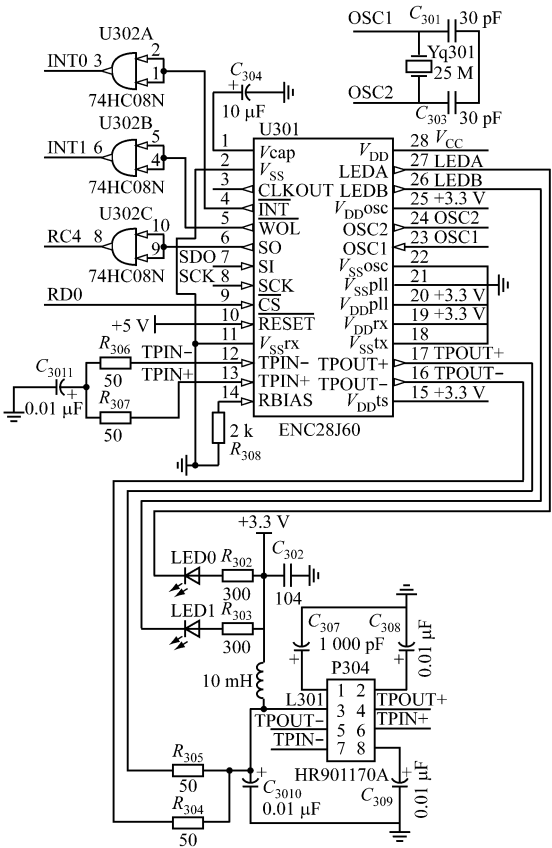 OSC1 C301 30 pF
Yq301
25 M
OSC2 C303 30 pF
U302A
INT0 3 2 1
74HC08N
C304
+
10 μF
U302B
INT1 6 5 4
74HC08N
U302C
RC4 8 10 9
74HC08N
U301
1 Vcap VDD 28 VCC
2 VSS LEDA 27 LEDA
3 CLKOUT LEDB 26 LEDB
4 INT VDDosc 25 +3.3 V
5 WOL OSC2 24 OSC2
6 SO OSC1 23 OSC1
SDO 7 SI VSSosc 22
SCK 8 SCK VSSpll 21
RD0 9 CS VDDpll 20 +3.3 V
+5 V 10 RESET VDDrx 19 +3.3 V
11 VSSrx VSStx 18
TPIN− 12 TPIN− TPOUT+ 17 TPOUT+
TPIN+ 13 TPIN+ TPOUT− 16 TPOUT−
14 RBIAS VDDts 15 +3.3 V
ENC28J60
R306
50
C3011
+
0.01 μF
R307
50
2 k
R308
+3.3 V
LED0 R302 C302
300 104
LED1 R303
300
C307 C308
+ 1 000 pF + 0.01 μF
10 mH
P304
L301 1 2
3 4 TPOUT+
TPOUT− 5 6 TPIN+
TPIN− 7 8
HR901170A
R305
50
+
C3010
0.01 μF
C309 + 0.01 μF
R304
50